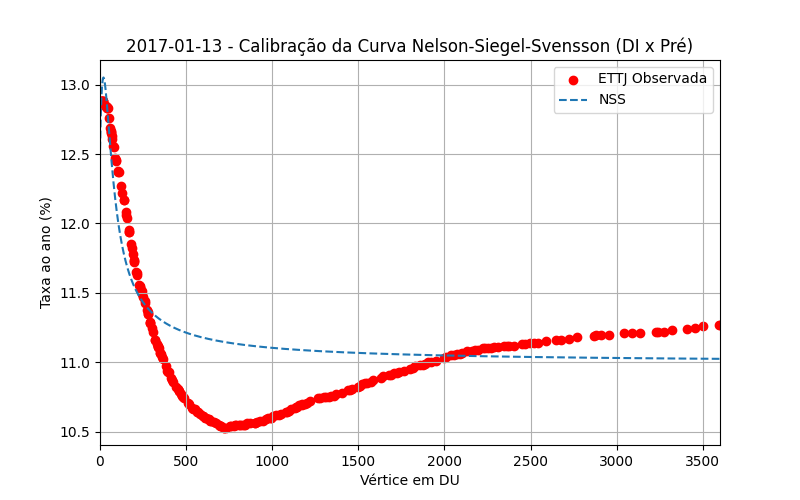 2017-01-13 - Calibração da Curva Nelson-Siegel-Svensson (DI x Pré)
ETTJ Observada
NSS
Taxa ao ano (%)
13.0
12.5
12.0
11.5
11.0
10.5
0 500 1000 1500 2000 2500 3000 3500
Vértice em DU